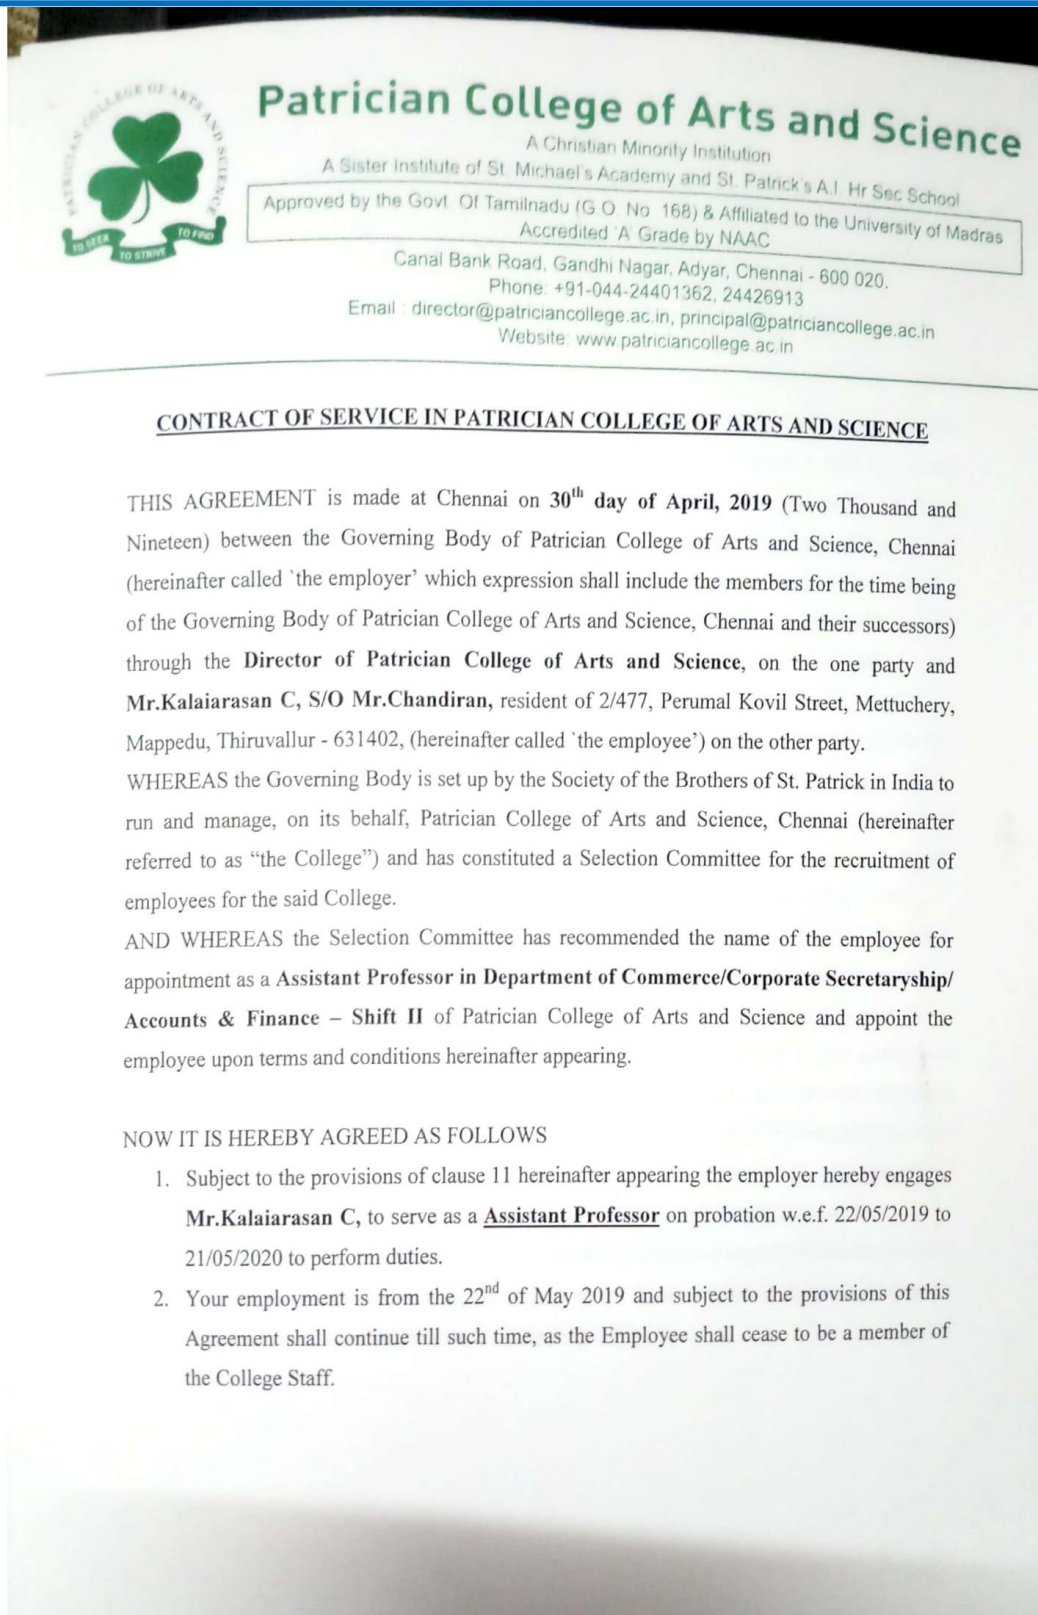 PATRICIAN COLLEGE OF ARTS AND SCIENCE
TO SEEK
TO STRIVE
TO FIND
Patrician College of Arts and Science
A Christian Minority Institution
A Sister Institute of St. Michael's Academy and St. Patrick's A.I. Hr Sec School
Approved by the Govt. Of Tamilnadu (G.O. No. 168) & Affiliated to the University of Madras
Accredited 'A' Grade by NAAC
Canal Bank Road, Gandhi Nagar, Adyar, Chennai - 600 020.
Phone: +91-044-24401362, 24426913
Email : director@patriciancollege.ac.in, principal@patriciancollege.ac.in
Website: www.patriciancollege.ac.in
CONTRACT OF SERVICE IN PATRICIAN COLLEGE OF ARTS AND SCIENCE
THIS AGREEMENT is made at Chennai on 30th day of April, 2019 (Two Thousand and
Nineteen) between the Governing Body of Patrician College of Arts and Science, Chennai
(hereinafter called `the employer' which expression shall include the members for the time being
of the Governing Body of Patrician College of Arts and Science, Chennai and their successors)
through the Director of Patrician College of Arts and Science, on the one party and
Mr.Kalaiarasan C, S/O Mr.Chandiran, resident of 2/477, Perumal Kovil Street, Mettuchery,
Mappedu, Thiruvallur - 631402, (hereinafter called `the employee') on the other party.
WHEREAS the Governing Body is set up by the Society of the Brothers of St. Patrick in India to
run and manage, on its behalf, Patrician College of Arts and Science, Chennai (hereinafter
referred to as “the College”) and has constituted a Selection Committee for the recruitment of
employees for the said College.
AND WHEREAS the Selection Committee has recommended the name of the employee for
appointment as a Assistant Professor in Department of Commerce/Corporate Secretaryship/
Accounts & Finance – Shift II of Patrician College of Arts and Science and appoint the
employee upon terms and conditions hereinafter appearing.
NOW IT IS HEREBY AGREED AS FOLLOWS
1. Subject to the provisions of clause 11 hereinafter appearing the employer hereby engages
Mr.Kalaiarasan C, to serve as a Assistant Professor on probation w.e.f. 22/05/2019 to
21/05/2020 to perform duties.
2. Your employment is from the 22nd of May 2019 and subject to the provisions of this
Agreement shall continue till such time, as the Employee shall cease to be a member of
the College Staff.